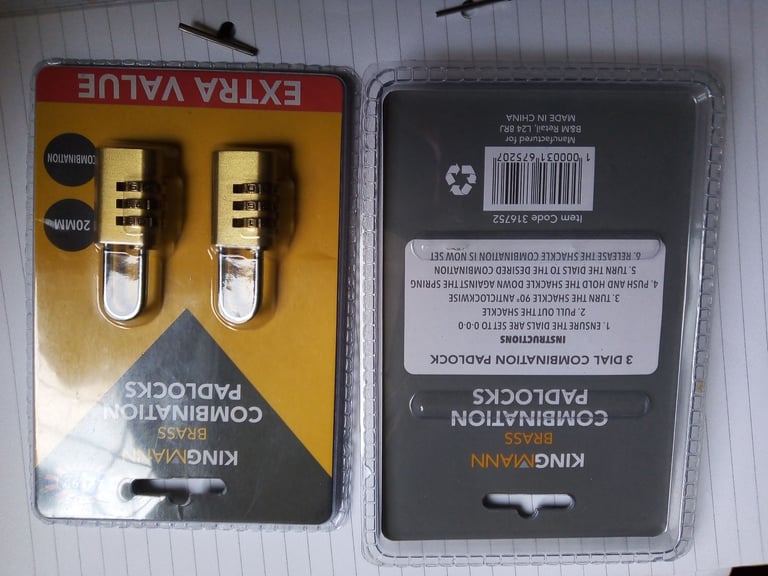 KINGMANN
BRASS
COMBINATION
PADLOCKS
20MM
COMBINATION
EXTRA VALUE
KINGMANN
BRASS
COMBINATION
PADLOCKS
3 DIAL COMBINATION PADLOCK
INSTRUCTIONS
1. ENSURE THE DIALS ARE SET TO 0-0-0
2. PULL OUT THE SHACKLE
3. TURN THE SHACKLE 90° ANTICLOCKWISE
4. PUSH AND HOLD DOWN AGAINST THE SPRING
5. TURN THE DIALS TO THE DESIRED COMBINATION
6. RELEASE THE SHACKLE COMBINATION IS NOW SET
Item Code 316752
1 000031 675207
Manufactured for
B&M Retail, L24 8RJ
MADE IN CHINA